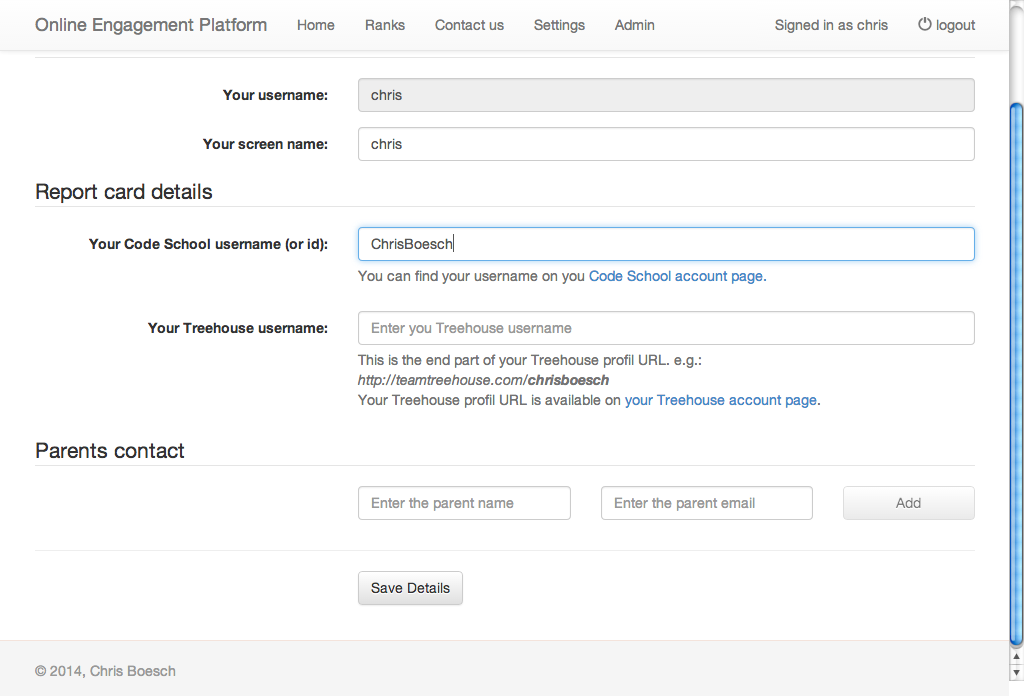 Online Engagement Platform Home Ranks Contact us Settings Admin Signed in as chris logout
Your username: chris
Your screen name: chris
Report card details
Your Code School username (or id): ChrisBoesch
You can find your username on you Code School account page.
Your Treehouse username: Enter you Treehouse username
This is the end part of your Treehouse profil URL. e.g.:
http://teamtreehouse.com/chrisboesch
Your Treehouse profil URL is available on your Treehouse account page.
Parents contact
Enter the parent name Enter the parent email Add
Save Details
© 2014, Chris Boesch